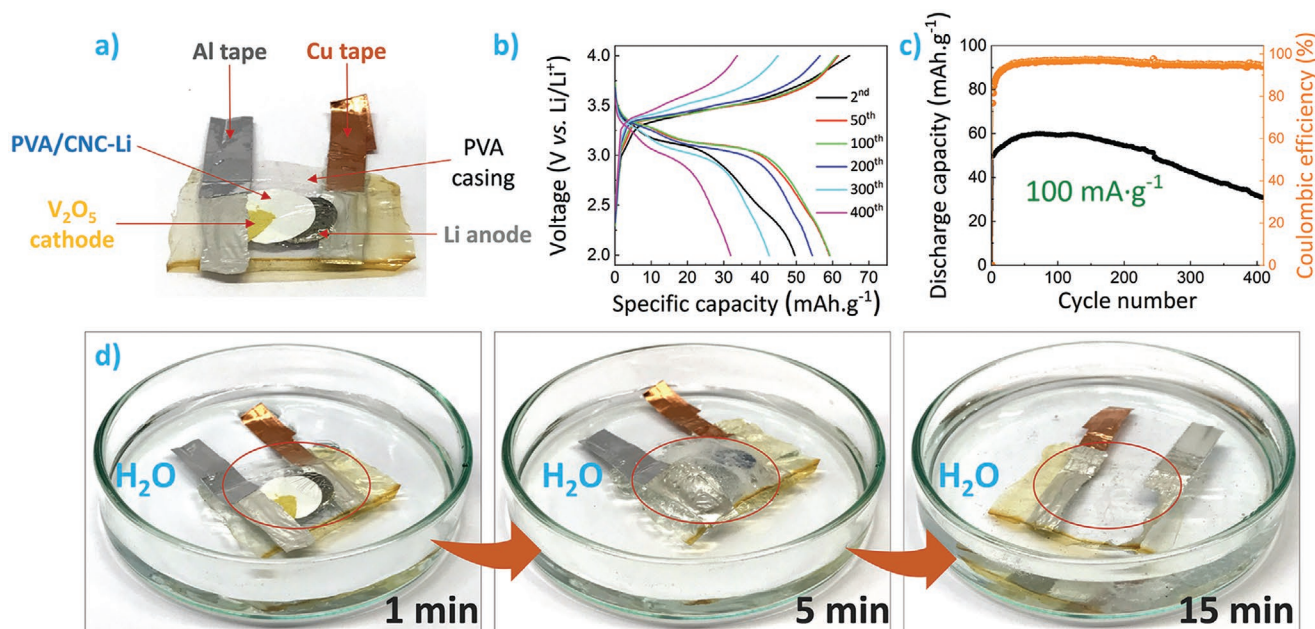 a)
Al tape
Cu tape
PVA/CNC-Li
PVA
casing
V₂O₅
cathode
Li anode
b)
Voltage (V vs. Li/Li⁺)
4.0
3.5
3.0
2.5
2.0
2ⁿᵈ
50ᵗʰ
100ᵗʰ
200ᵗʰ
300ᵗʰ
400ᵗʰ
0 10 20 30 40 50 60 70
Specific capacity (mAh.g⁻¹)
c)
Discharge capacity (mAh.g⁻¹)
100
80
60
40
20
0
100 mA·g⁻¹
0 100 200 300 400
Cycle number
100
80
60
40
20
0
Coulombic efficiency (%)
d)
H₂O
1 min
H₂O
5 min
H₂O
15 min